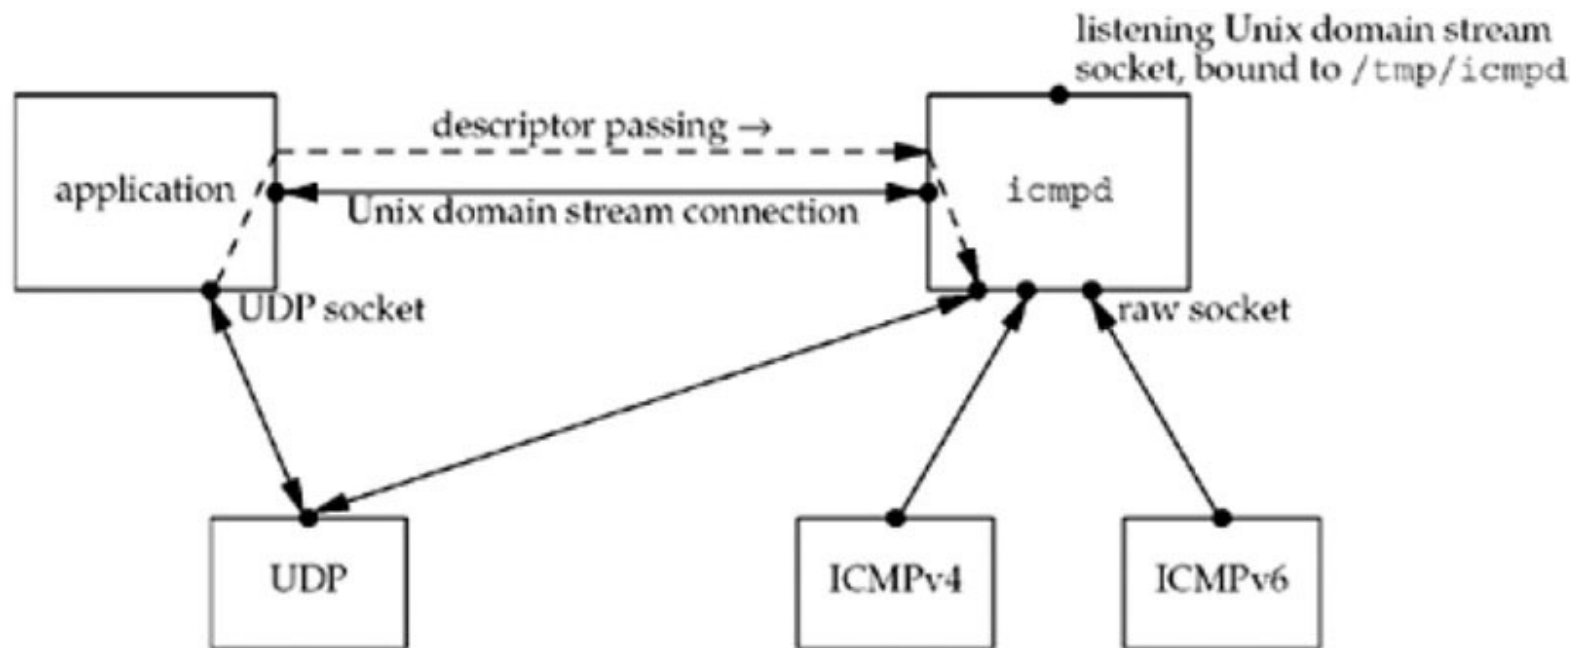 listening Unix domain stream
socket, bound to /tmp/icmpd
descriptor passing →
application
icmpd
Unix domain stream connection
UDP socket
raw socket
UDP
ICMPv4
ICMPv6